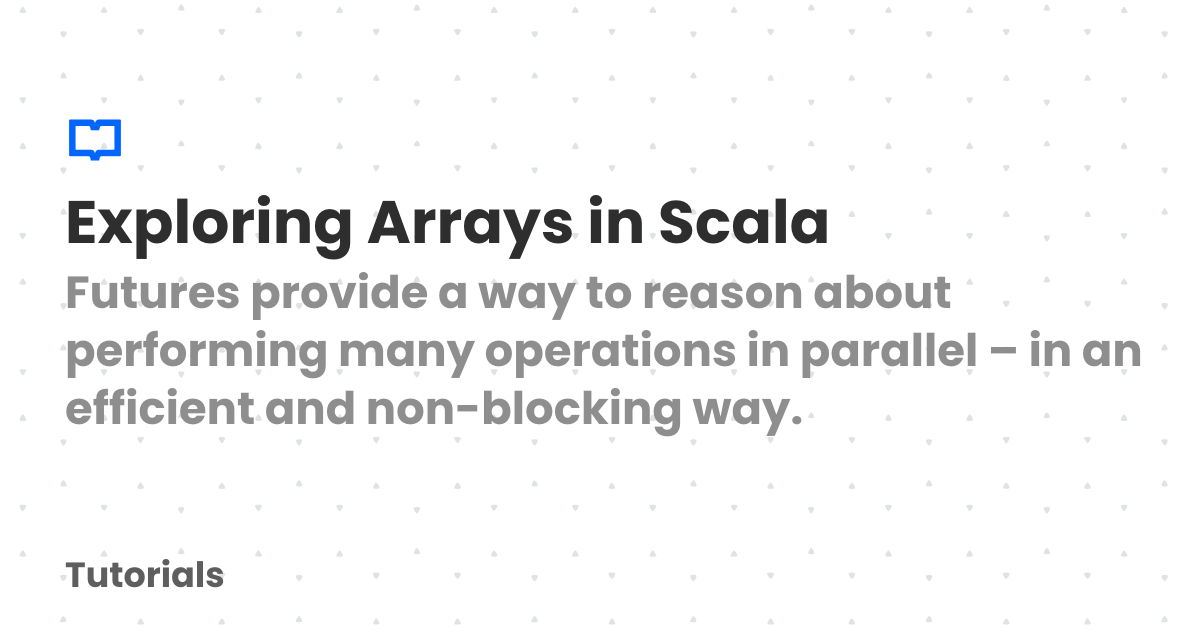 Exploring Arrays in Scala
Futures provide a way to reason about
performing many operations in parallel – in an
efficient and non-blocking way.
Tutorials